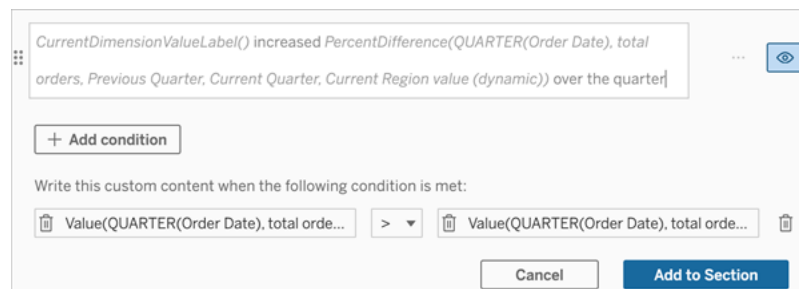 CurrentDimensionValueLabel() increased PercentDifference(QUARTER(Order Date), total
orders, Previous Quarter, Current Quarter, Current Region value (dynamic)) over the quarter
+ Add condition
Write this custom content when the following condition is met:
Value(QUARTER(Order Date), total orde... > Value(QUARTER(Order Date), total orde...
Cancel Add to Section